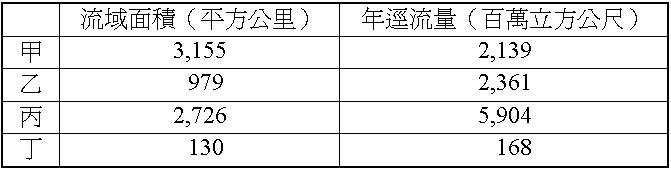 流域面積（平方公里） 年逕流量（百萬立方公尺）
甲 3,155 2,139
乙 979 2,361
丙 2,726 5,904
丁 130 168